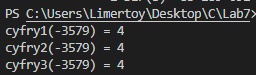 PS C:\Users\Limertoy\Desktop\C\Lab7>
cyfry1(-3579) = 4
cyfry2(-3579) = 4
cyfry3(-3579) = 4